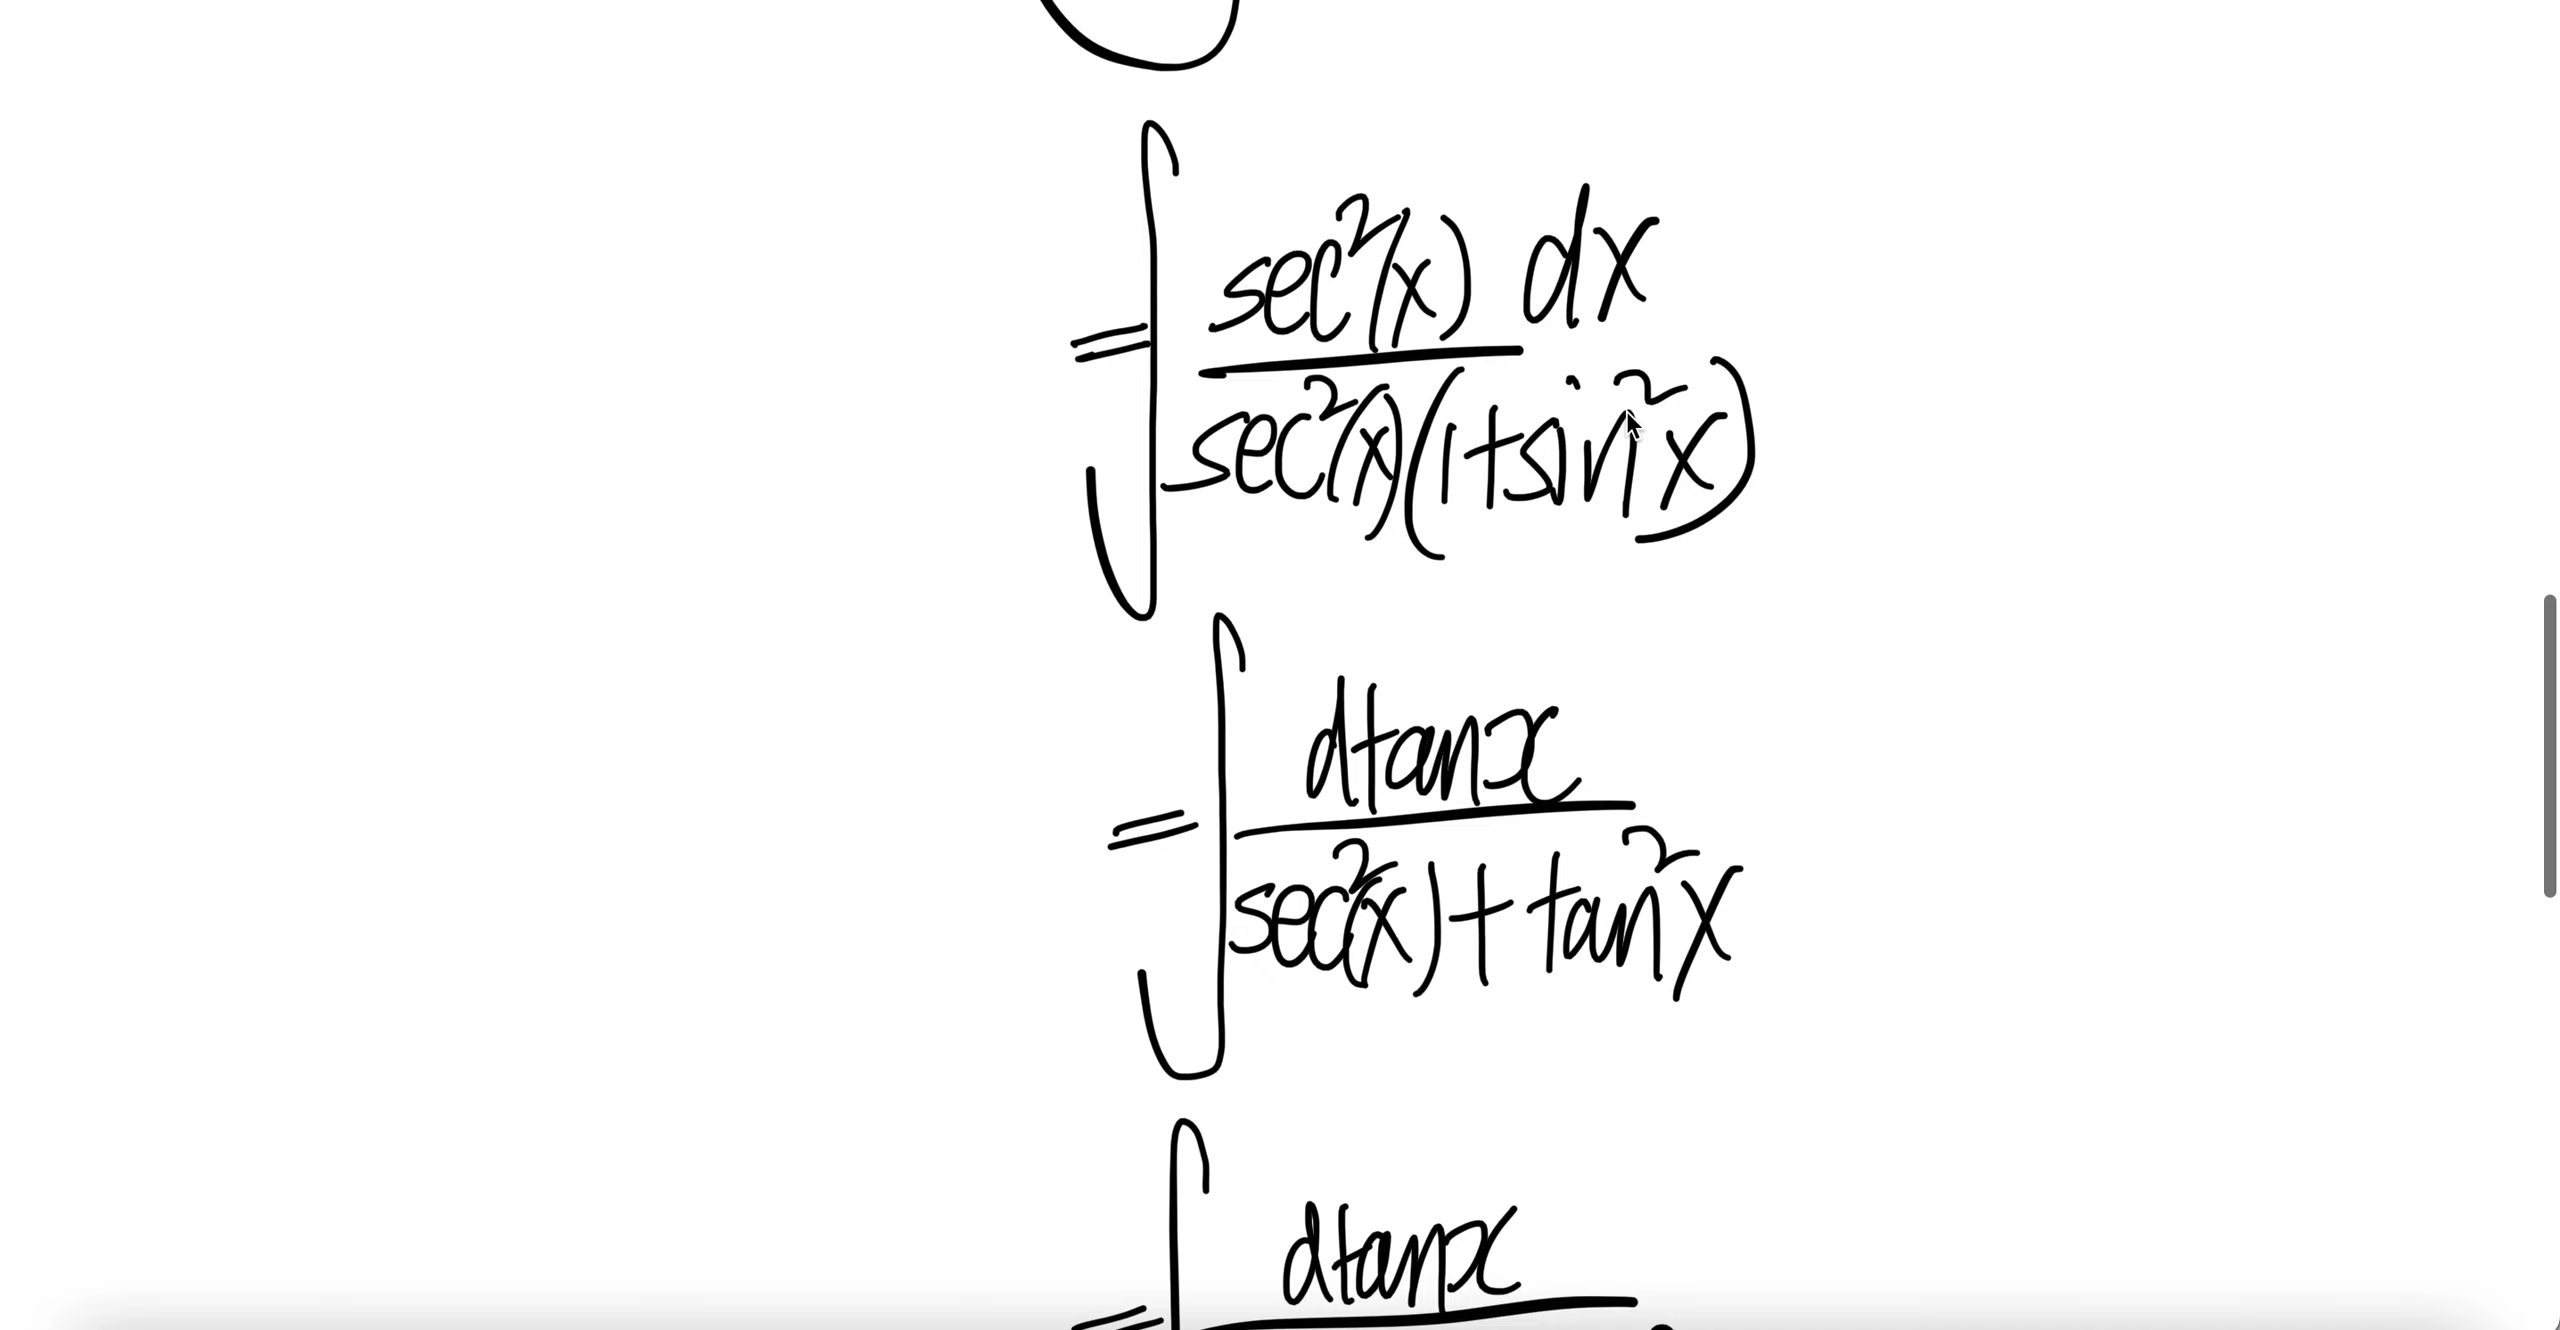 = ∫ sec²(x) dx / sec²(x)(1+sin²x)
= ∫ dtanx / sec²(x) + tan²x
= ∫ dtanx